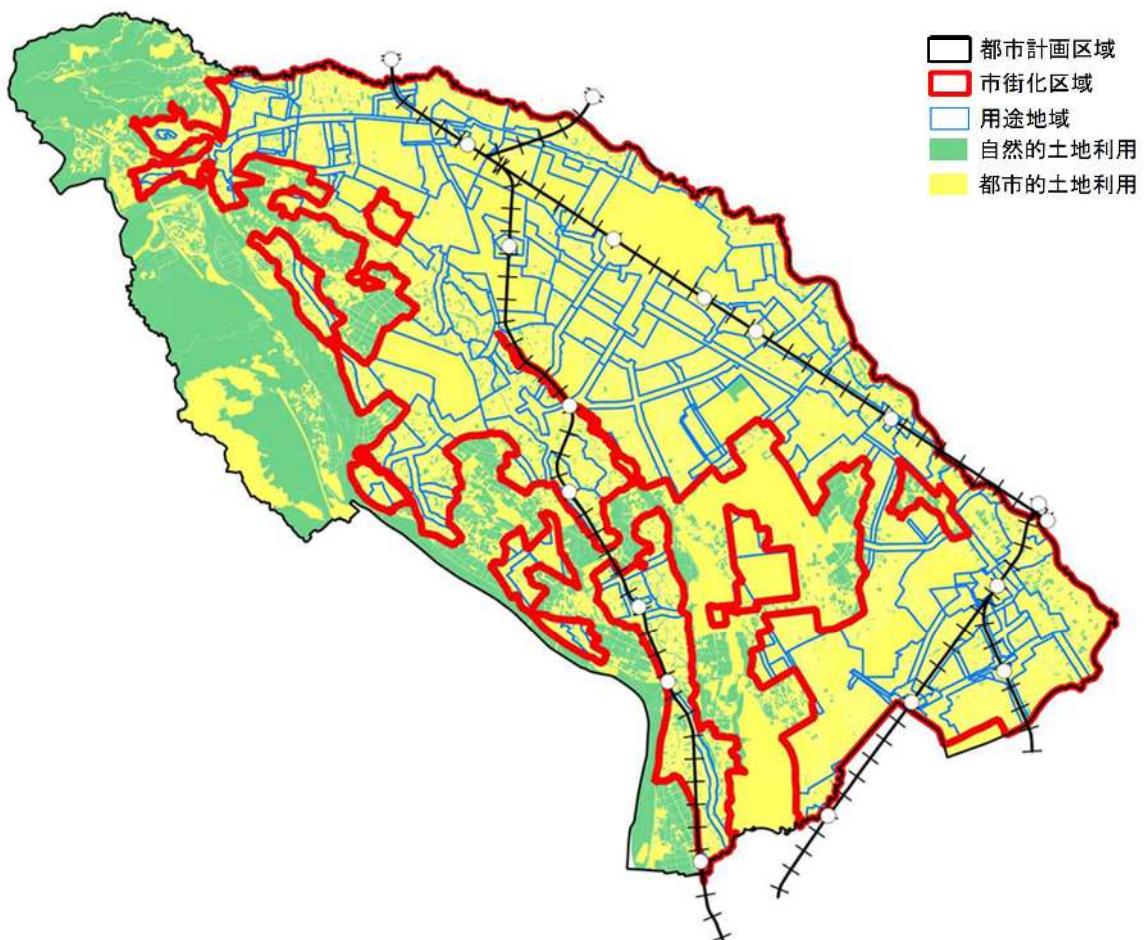 都市計画区域
市街化区域
用途地域
自然的土地利用
都市的土地利用